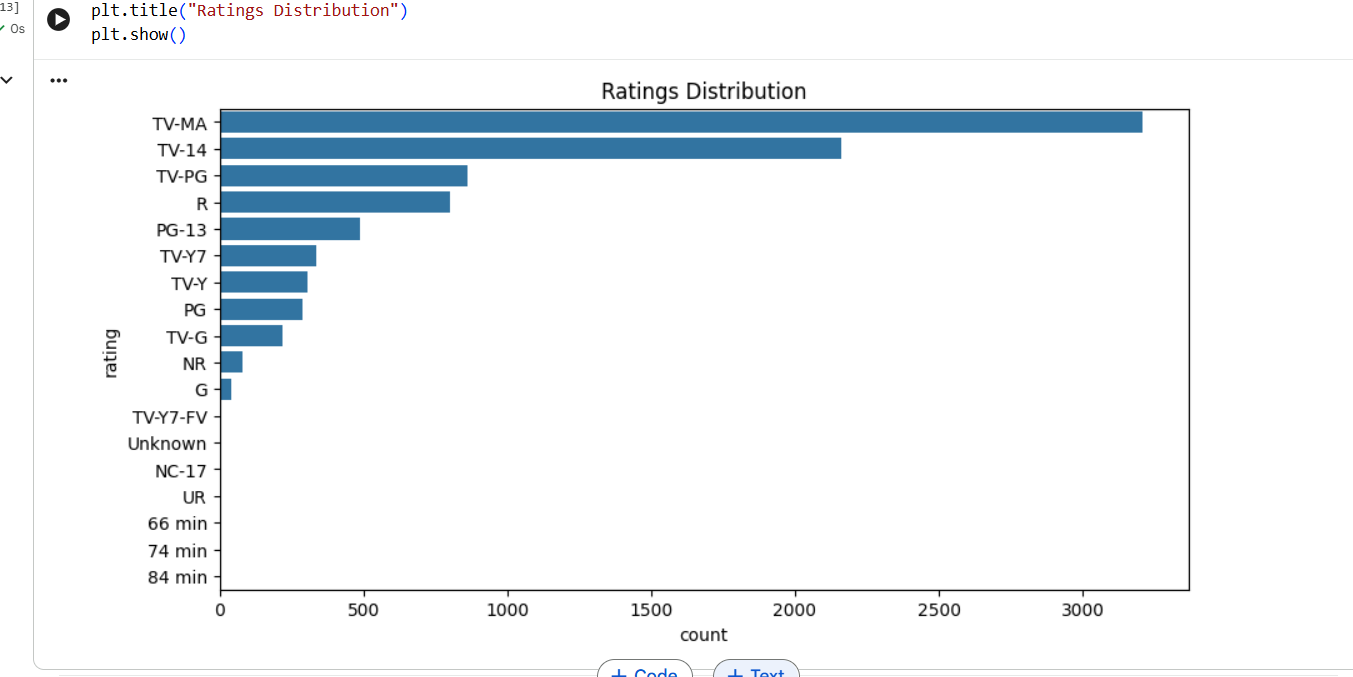 13]
0s
plt.title("Ratings Distribution")
plt.show()
Ratings Distribution
TV-MA
TV-14
TV-PG
R
PG-13
TV-Y7
TV-Y
PG
TV-G
NR
G
TV-Y7-FV
Unknown
NC-17
UR
66 min
74 min
84 min
rating
0 500 1000 1500 2000 2500 3000
count
+ Code + Text